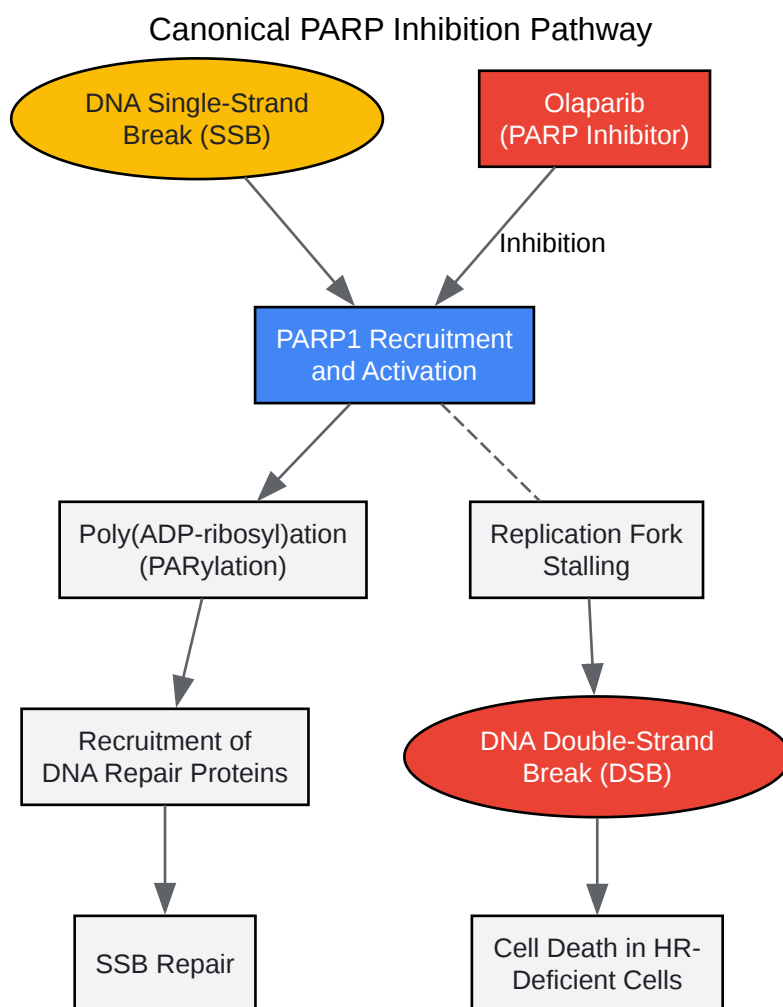 Canonical PARP Inhibition Pathway
DNA Single-Strand
Break (SSB)
Olaparib
(PARP Inhibitor)
Inhibition
PARP1 Recruitment
and Activation
Poly(ADP-ribosyl)ation
(PARylation)
Replication Fork
Stalling
Recruitment of
DNA Repair Proteins
DNA Double-Strand
Break (DSB)
SSB Repair
Cell Death in HR-
Deficient Cells